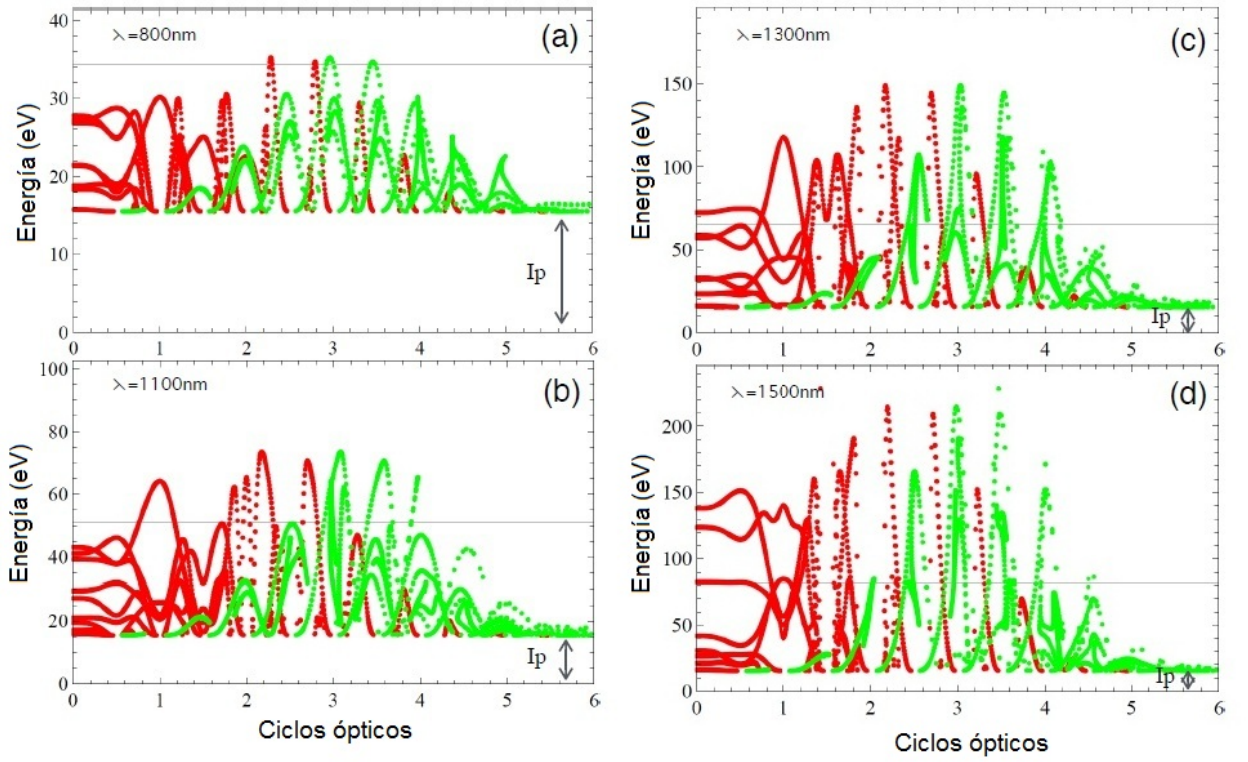 (a)
λ=800nm
Energía (eV)
40
30
20
10
0
Ip
0 1 2 3 4 5 6
(b)
λ=1100nm
Energía (eV)
100
80
60
40
20
0
Ip
0 1 2 3 4 5 6
Ciclos ópticos
(c)
λ=1300nm
Energía (eV)
150
100
50
0
Ip
0 1 2 3 4 5 6
(d)
λ=1500nm
Energía (eV)
200
150
100
50
0
Ip
0 1 2 3 4 5 6
Ciclos ópticos